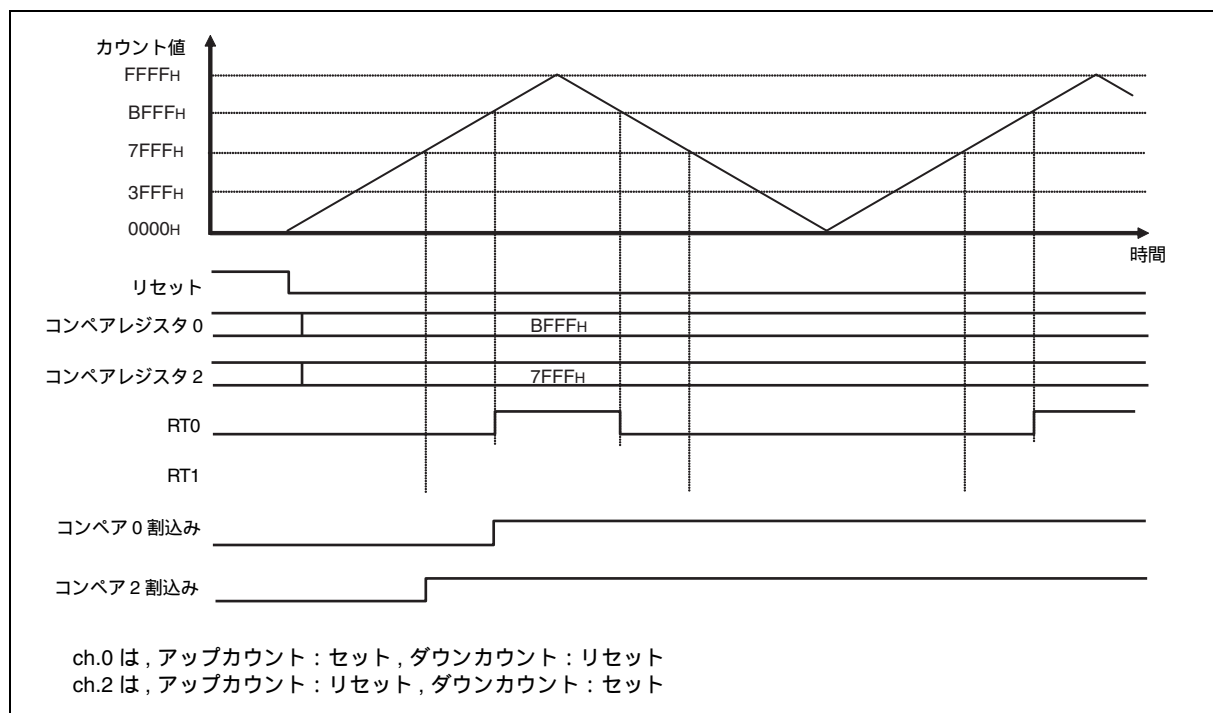 カウント値
FFFFH
BFFFH
7FFFH
3FFFH
0000H
時間
リセット
コンペアレジスタ 0
BFFFH
コンペアレジスタ 2
7FFFH
RT0
RT1
コンペア 0 割込み
コンペア 2 割込み
ch.0 は , アップカウント : セット , ダウンカウント : リセット
ch.2 は , アップカウント : リセット , ダウンカウント : セット